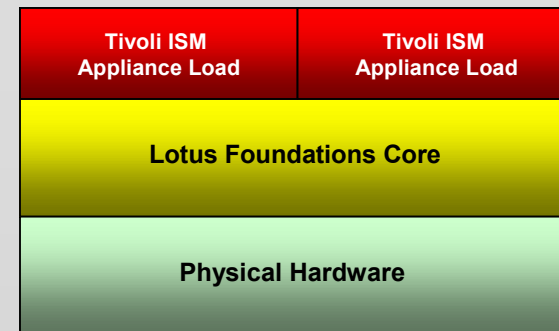 Tivoli ISM
Appliance Load
Tivoli ISM
Appliance Load
Lotus Foundations Core
Physical Hardware